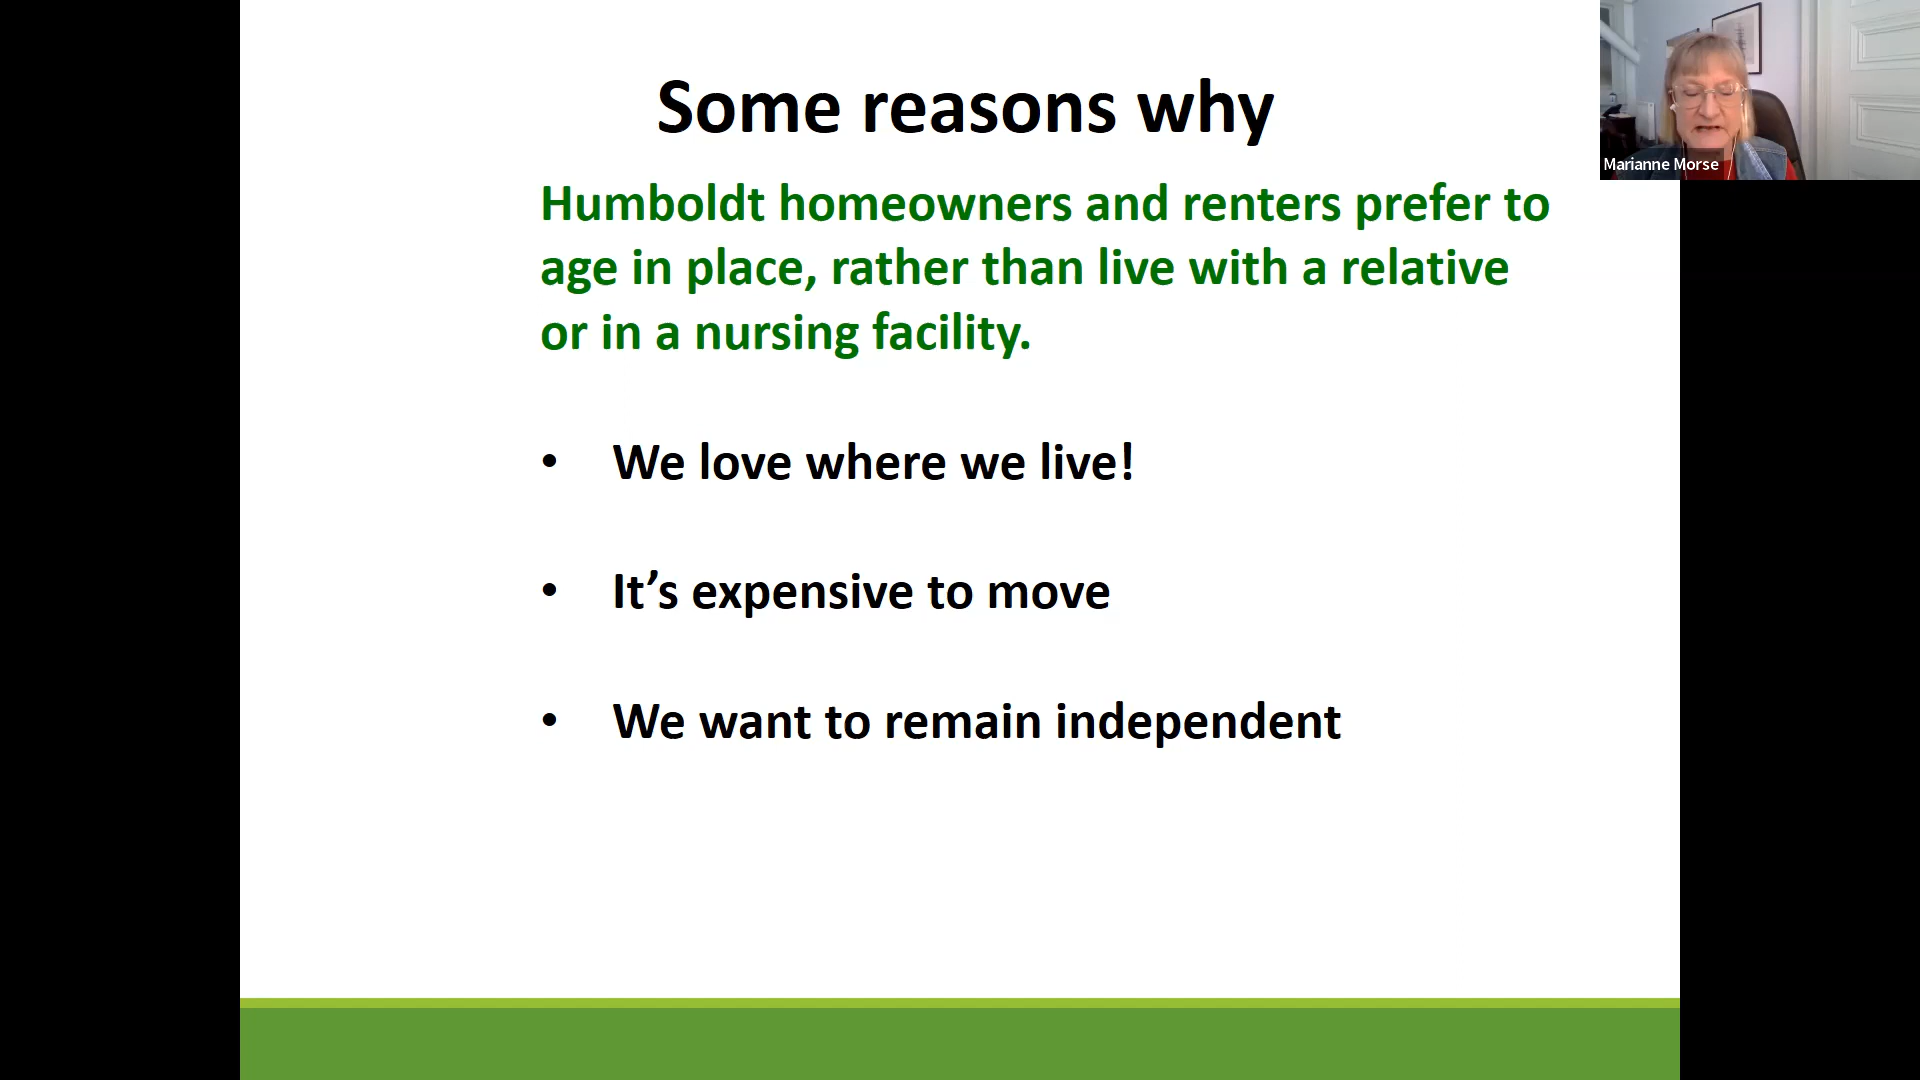 Some reasons why
Humboldt homeowners and renters prefer to
age in place, rather than live with a relative
or in a nursing facility.
• We love where we live!
• It’s expensive to move
• We want to remain independent
Marianne Morse